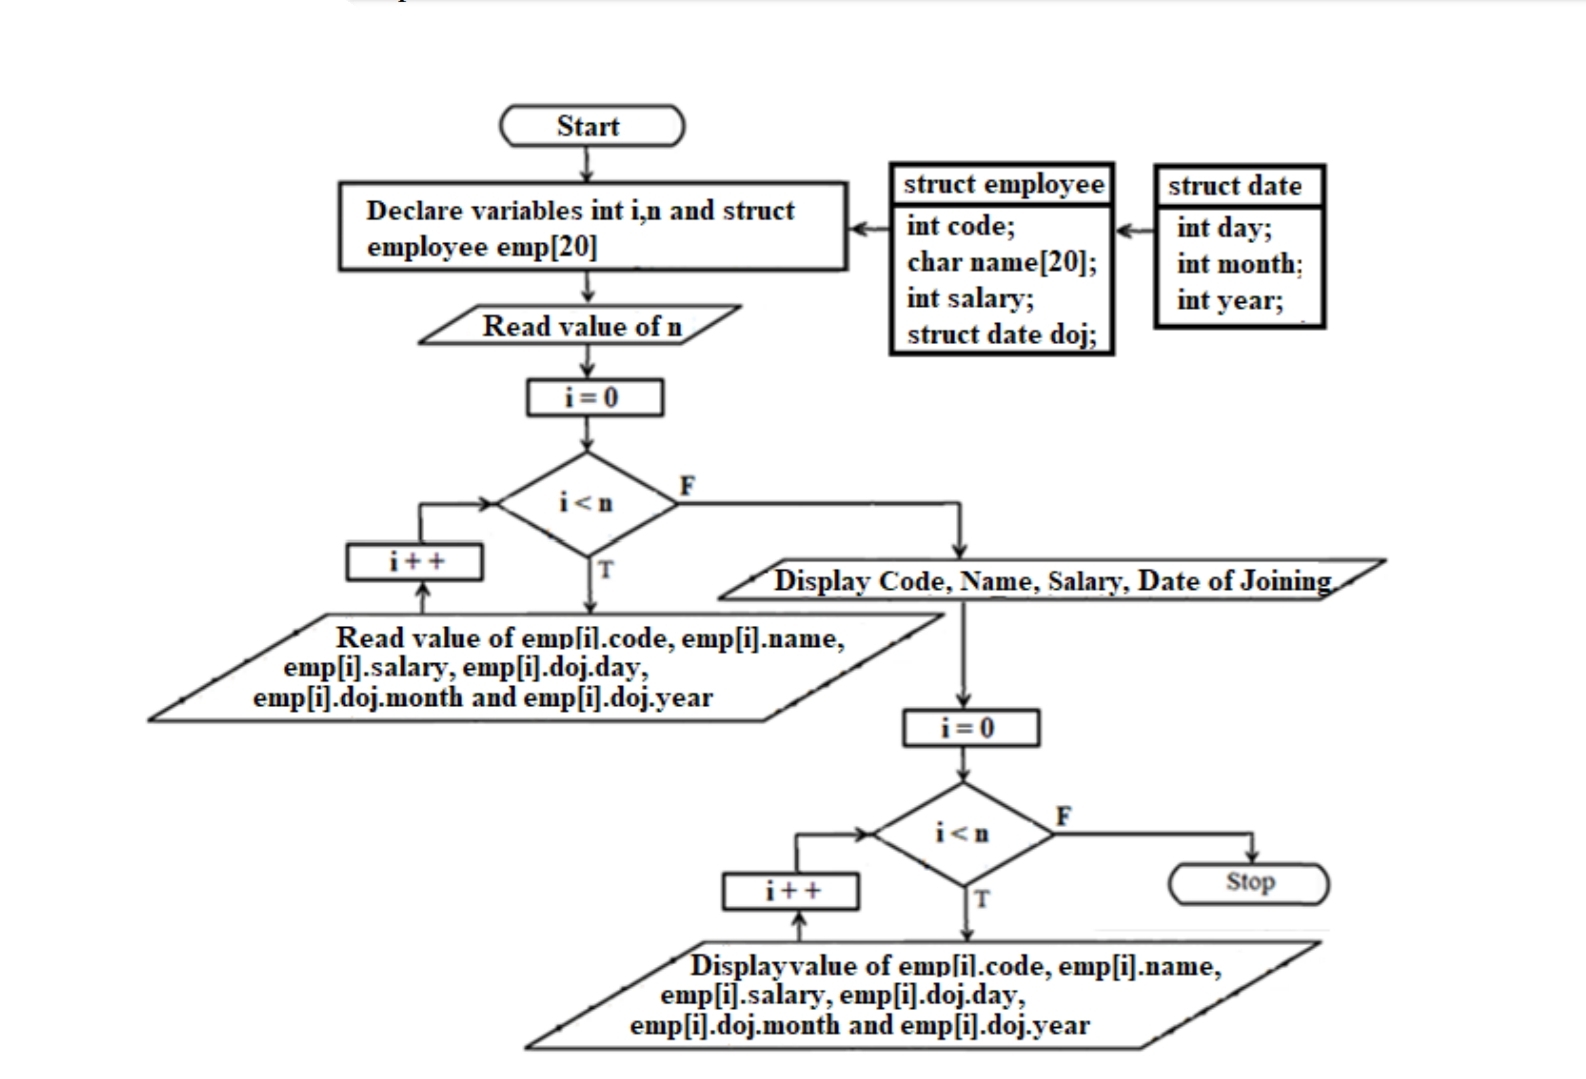 Start
Declare variables int i,n and struct
employee emp[20]
struct employee
int code;
char name[20];
int salary;
struct date doj;
struct date
int day;
int month;
int year;
Read value of n
i = 0
i < n
F
T
i + +
Read value of emp[i].code, emp[i].name,
emp[i].salary, emp[i].doj.day,
emp[i].doj.month and emp[i].doj.year
Display Code, Name, Salary, Date of Joining
i = 0
i < n
F
T
i + +
Stop
Display value of emp[i].code, emp[i].name,
emp[i].salary, emp[i].doj.day,
emp[i].doj.month and emp[i].doj.year